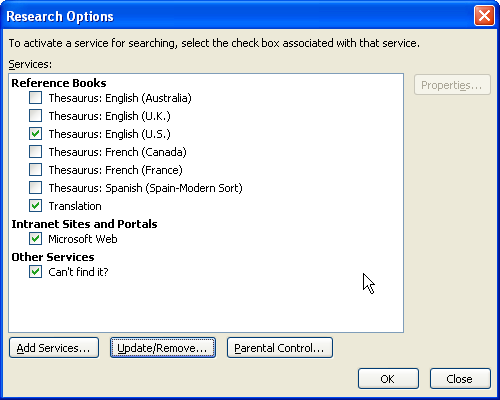 Research Options
To activate a service for searching, select the check box associated with that service.
Services:
Reference Books
Thesaurus: English (Australia)
Thesaurus: English (U.K.)
Thesaurus: English (U.S.)
Thesaurus: French (Canada)
Thesaurus: French (France)
Thesaurus: Spanish (Spain-Modern Sort)
Translation
Intranet Sites and Portals
Microsoft Web
Other Services
Can't find it?
Properties...
Add Services... Update/Remove... Parental Control...
OK Close